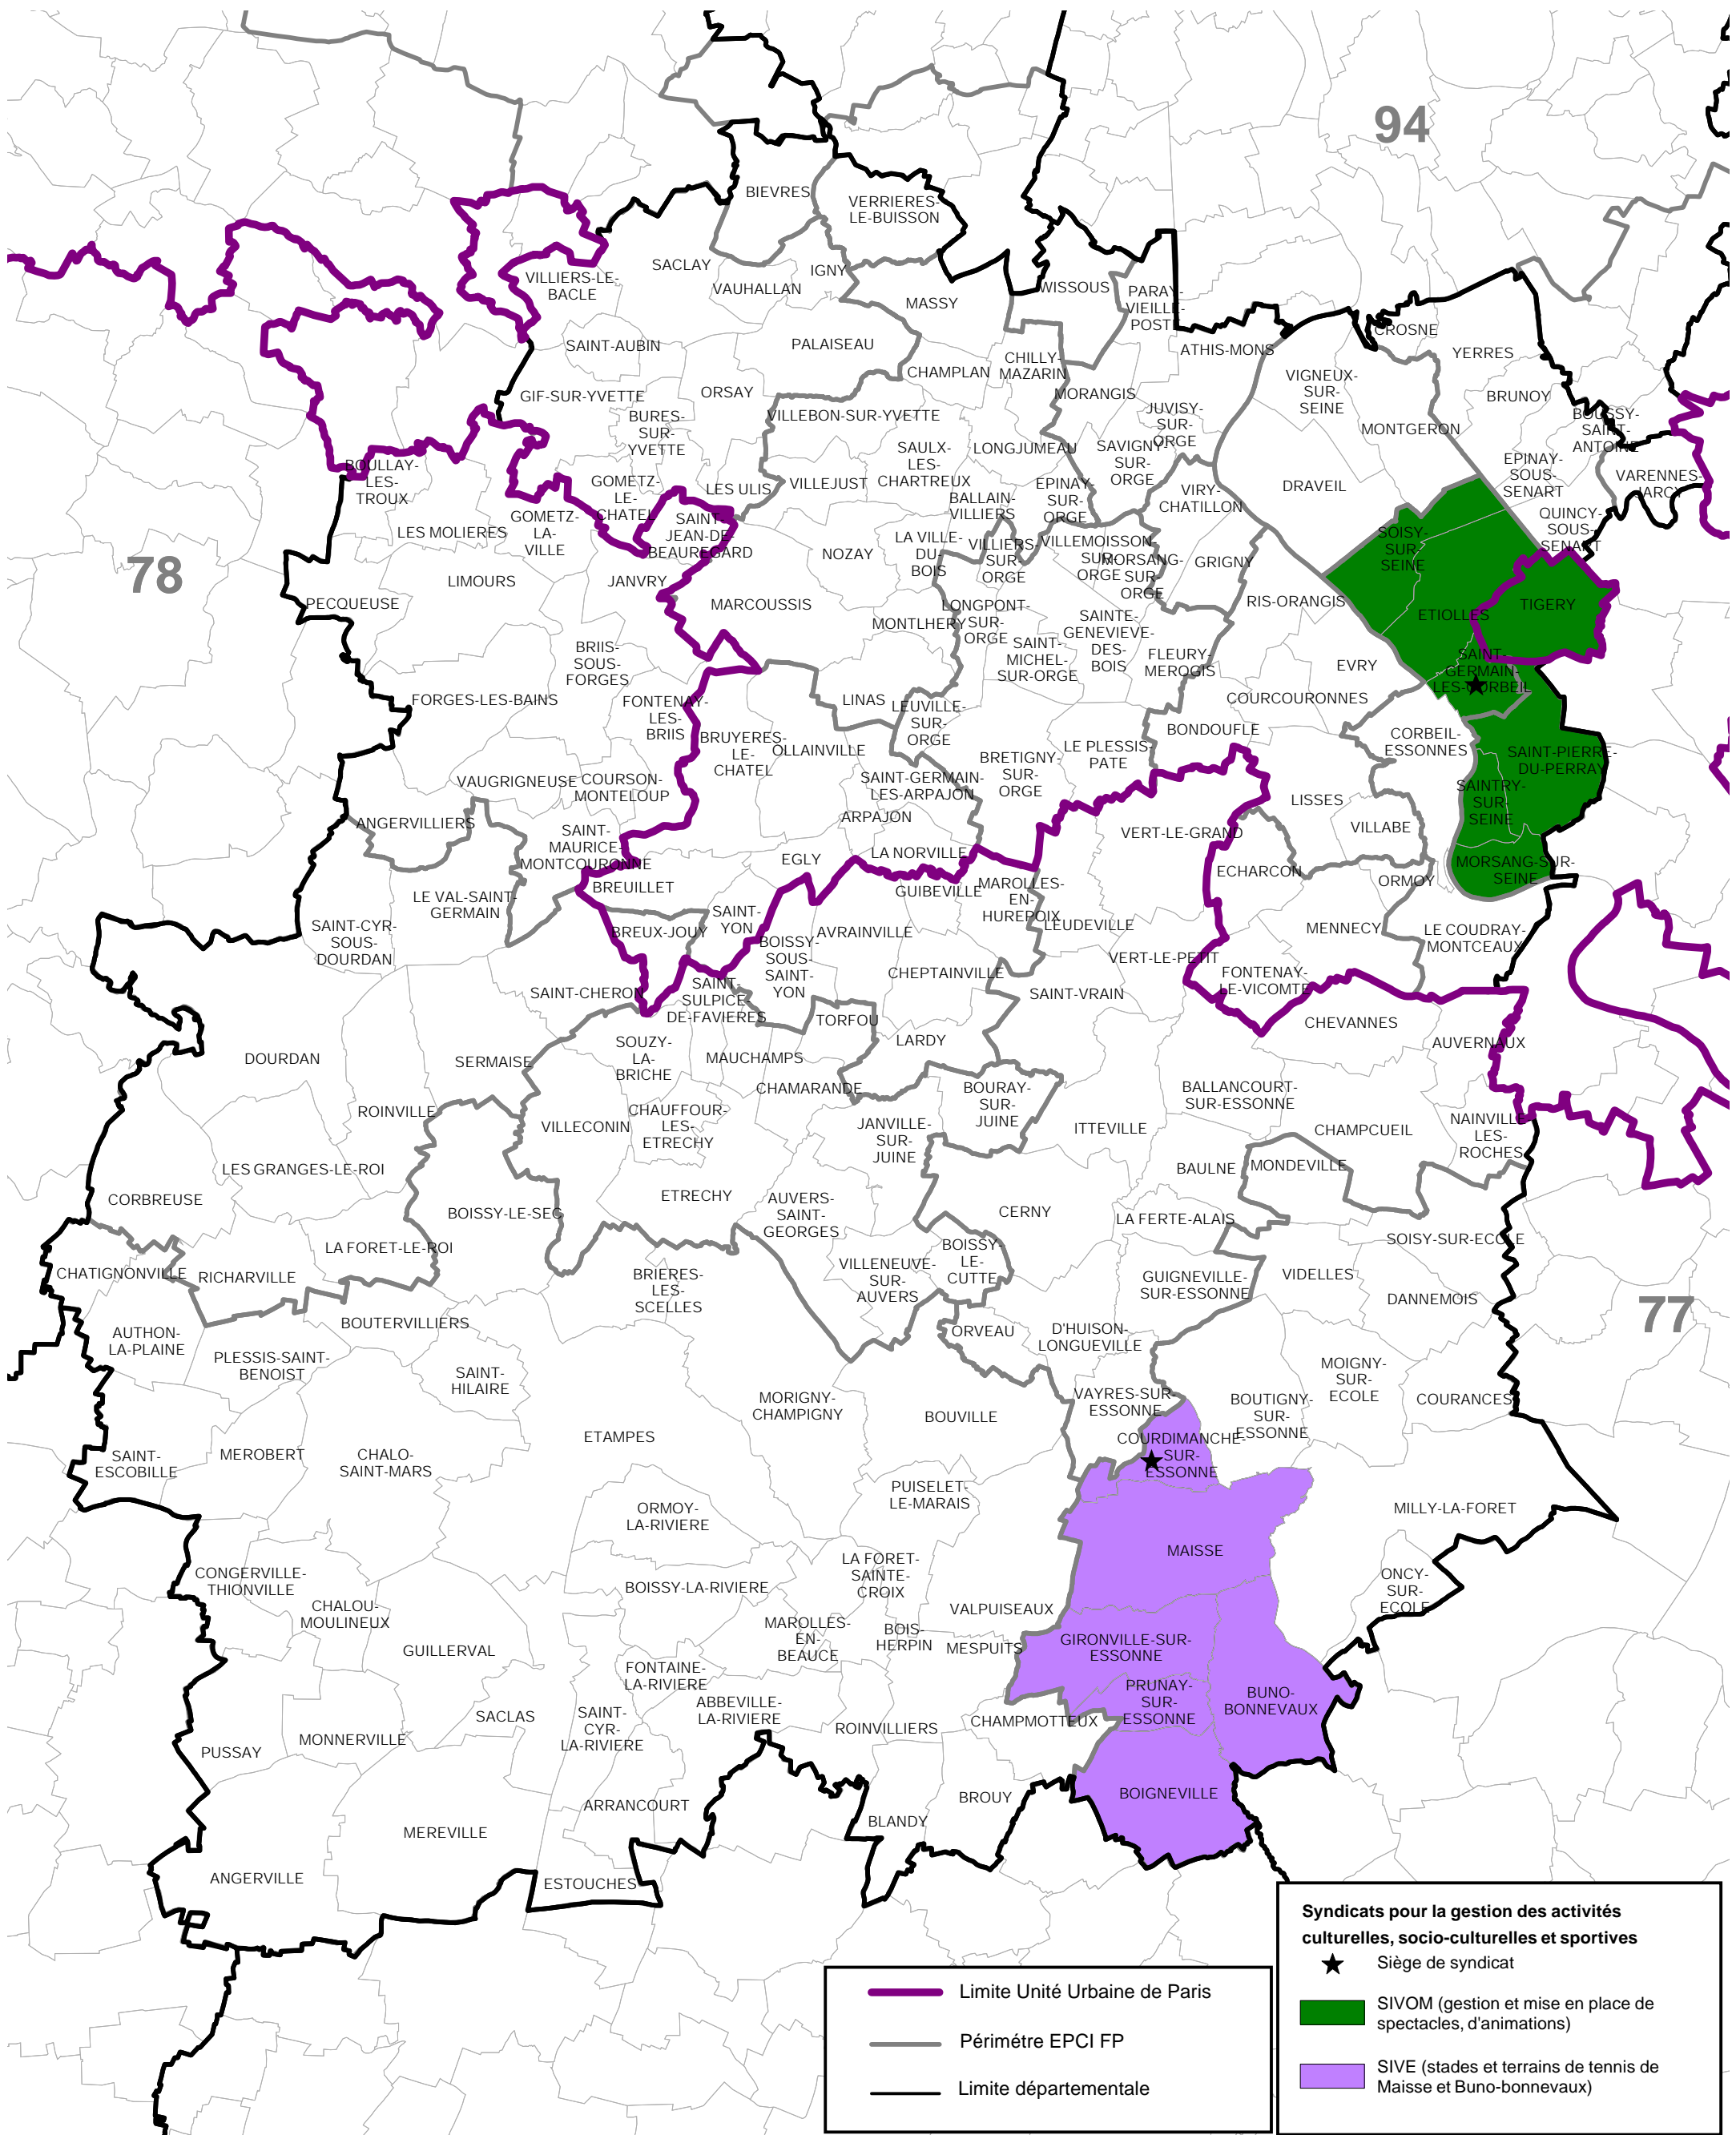 94
BIEVRES
VERRIERES-
LE-BUISSON
SACLAY
IGNY
VILLIERS-LE-
BACLE
VAUHALLAN
MASSY
WISSOUS
PARAY-
VIEILLE-
POSTE
SAINT-AUBIN
PALAISEAU
CHAMPLAN
CHILLY-
MAZARIN
ATHIS-MONS
CROSNE
YERRES
VIGNEUX-
SUR-
SEINE
BRUNOY
GIF-SUR-YVETTE
ORSAY
MORANGIS
BURES-
SUR-
YVETTE
VILLEBON-SUR-YVETTE
JUVISY-
SUR-
ORGE
MONTGERON
BOUSSY-
SAINT-
ANTOINE
SAULX-
LES-
CHARTREUX
LONGJUMEAU
SAVIGNY-
SUR-
ORGE
EPINAY-
SOUS-
SENART
VARENNES-
JARCY
BOULLAY-
LES-
TROUX
GOMETZ-
LE-
CHATEL
LES ULIS
VILLEJUST
BALLAIN-
VILLIERS
EPINAY-
SUR-
ORGE
VIRY-
CHATILLON
DRAVEIL
QUINCY-
SOUS-
SENART
LES MOLIERES
GOMETZ-
LA-
VILLE
SAINT-
JEAN-DE-
BEAUREGARD
NOZAY
LA VILLE-
DU-
BOIS
VILLIERS-
SUR-
ORGE
VILLEMOISSON-
SUR-
ORGE
MORSANG-
SUR-
ORGE
GRIGNY
SOISY-
SUR-
SEINE
78
LIMOURS
JANVRY
PECQUEUSE
MARCOUSSIS
MONTLHERY
LONGPONT-
SUR-
ORGE
SAINTE-
GENEVIEVE-
DES-
BOIS
RIS-ORANGIS
ETIOLLES
TIGERY
BRIIS-
SOUS-
FORGES
SAINT-
MICHEL-
SUR-ORGE
FLEURY-
MEROGIS
EVRY
SAINT-
GERMAIN-
LES-CORBEIL
FORGES-LES-BAINS
FONTENAY-
LES-
BRIIS
LINAS
LEUVILLE-
SUR-
ORGE
COURCOURONNES
BONDOUFLE
CORBEIL-
ESSONNES
BRUYERES-
LE-
CHATEL
OLLAINVILLE
BRETIGNY-
SUR-
ORGE
LE PLESSIS-
PATE
SAINT-PIERRE-
DU-PERRAY
VAUGRIGNEUSE
COURSON-
MONTELOUP
SAINT-GERMAIN-
LES-ARPAJON
LISSES
SAINTRY-
SUR-
SEINE
ANGERVILLIERS
SAINT-
MAURICE-
MONTCOURONNE
ARPAJON
VERT-LE-GRAND
VILLABE
EGLY
LA NORVILLE
ECHARCON
ORMOY
MORSANG-SUR-
SEINE
LE VAL-SAINT-
GERMAIN
BREUILLET
GUIBEVILLE
MAROLLES-
EN-
HUREPOIX
SAINT-CYR-
SOUS-
DOURDAN
BREUX-JOUY
SAINT-
YON
BOISSY-
SOUS-
SAINT-
YON
AVRAINVILLE
LEUDEVILLE
MENNECY
LE COUDRAY-
MONTCEAUX
CHEPTAINVILLE
VERT-LE-PETIT
FONTENAY-
LE-VICOMTE
SAINT-CHERON
SAINT-
SULPICE-
DE-FAVIERES
SAINT-VRAIN
TORFOU
CHEVANNES
LARDY
AUVERNAUX
DOURDAN
SERMAISE
SOUZY-
LA-
BRICHE
MAUCHAMPS
CHAMARANDE
BOURAY-
SUR-
JUINE
BALLANCOURT-
SUR-ESSONNE
ROINVILLE
VILLECONIN
CHAUFFOUR-
LES-
ETRECHY
JANVILLE-
SUR-
JUINE
ITTEVILLE
CHAMPCUEIL
NAINVILLE
LES-
ROCHES
LES GRANGES-LE-ROI
BAULNE
MONDEVILLE
CORBREUSE
ETRECHY
AUVERS-
SAINT-
GEORGES
CERNY
BOISSY-LE-SEC
LA FERTE-ALAIS
SOISY-SUR-ECOLE
LA FORET-LE-ROI
BOISSY-
LE-
CUTTE
CHATIGNONVILLE
RICHARVILLE
BRIERES-
LES-
SCELLES
VILLENEUVE-
SUR-
AUVERS
GUIGNEVILLE-
SUR-ESSONNE
VIDELLES
DANNEMOIS
77
BOUTERVILLIERS
AUTHON-
LA-PLAINE
ORVEAU
D'HUISON-
LONGUEVILLE
PLESSIS-SAINT-
BENOIST
SAINT-
HILAIRE
MOIGNY-
SUR-
ECOLE
MORIGNY-
CHAMPIGNY
BOUVILLE
VAYRES-SUR-
ESSONNE
BOUTIGNY-
SUR-
ESSONNE
COURANCES
ETAMPES
COURDIMANCHE-
SUR-
ESSONNE
SAINT-
ESCOBILLE
MEROBERT
CHALO-
SAINT-MARS
PUISELET-
LE-MARAIS
MILLY-LA-FORET
ORMOY-
LA-RIVIERE
MAISSE
CONGERVILLE-
THIONVILLE
LA FORET-
SAINTE-
CROIX
ONCY-
SUR-
ECOLE
BOISSY-LA-RIVIERE
CHALOU-
MOULINEUX
VALPUISEAUX
MAROLLES-
EN-
BEAUCE
BOIS-
HERPIN
MESPUITS
GIRONVILLE-SUR-
ESSONNE
GUILLERVAL
FONTAINE-
LA-RIVIERE
PRUNAY-
SUR-
ESSONNE
BUNO-
BONNEVAUX
ABBEVILLE-
LA-RIVIERE
SACLAS
SAINT-
CYR-
LA-RIVIERE
ROINVILLIERS
CHAMPMOTTEUX
MONNERVILLE
PUSSAY
BOIGNEVILLE
BROUY
ARRANCOURT
BLANDY
MEREVILLE
ANGERVILLE
ESTOUCHES
Limite Unité Urbaine de Paris
Périmétre EPCI FP
Limite départementale
Syndicats pour la gestion des activités
culturelles, socio-culturelles et sportives
Siège de syndicat
SIVOM (gestion et mise en place de
spectacles, d'animations)
SIVE (stades et terrains de tennis de
Maisse et Buno-bonnevaux)